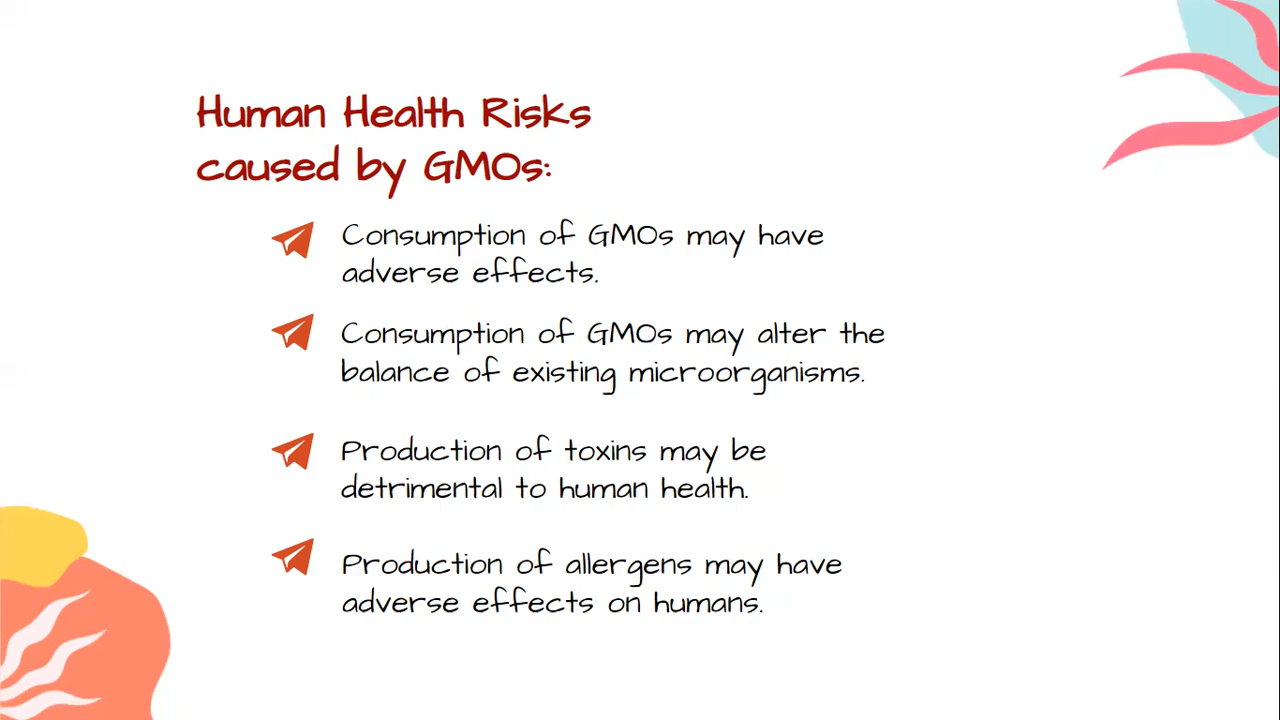 Human Health Risks
caused by GMOs:
Consumption of GMOs may have
adverse effects.
Consumption of GMOs may alter the
balance of existing microorganisms.
Production of toxins may be
detrimental to human health.
Production of allergens may have
adverse effects on humans.